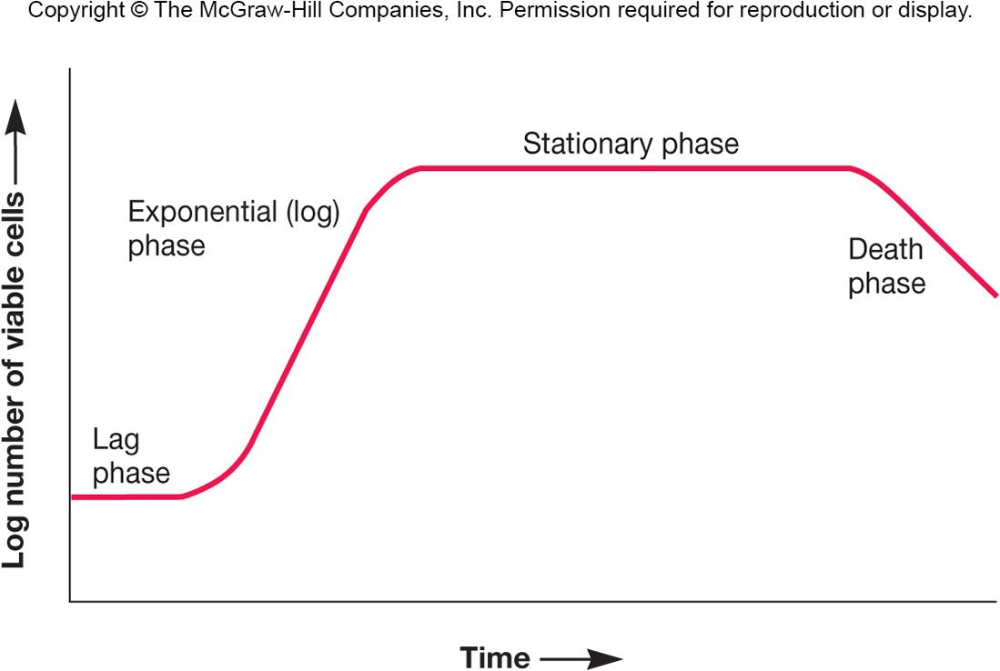 Copyright © The McGraw-Hill Companies, Inc. Permission required for reproduction or display.
Stationary phase
Exponential (log)
phase
Death
phase
Lag
phase
Log number of viable cells
Time